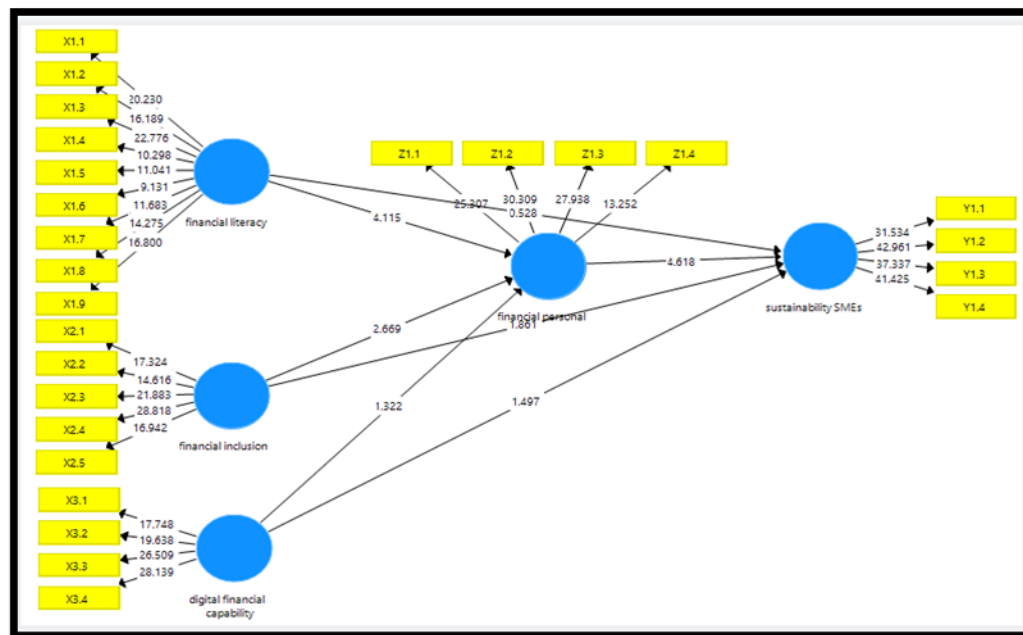 X1.1
X1.2
X1.3
X1.4
X1.5
X1.6
X1.7
X1.8
X1.9
20.230
16.189
22.776
10.298
11.041
9.131
11.683
14.275
16.800
financial literacy
X2.1
X2.2
X2.3
X2.4
X2.5
17.324
14.616
21.883
28.818
16.942
financial inclusion
X3.1
X3.2
X3.3
X3.4
17.748
19.638
26.509
28.139
digital financial
capability
Z1.1
Z1.2
Z1.3
Z1.4
25.307
30.309
27.938
13.252
0.528
4.115
2.669
1.322
financial personal
4.618
1.861
1.497
sustainability SMEs
31.534
42.961
37.337
41.425
Y1.1
Y1.2
Y1.3
Y1.4